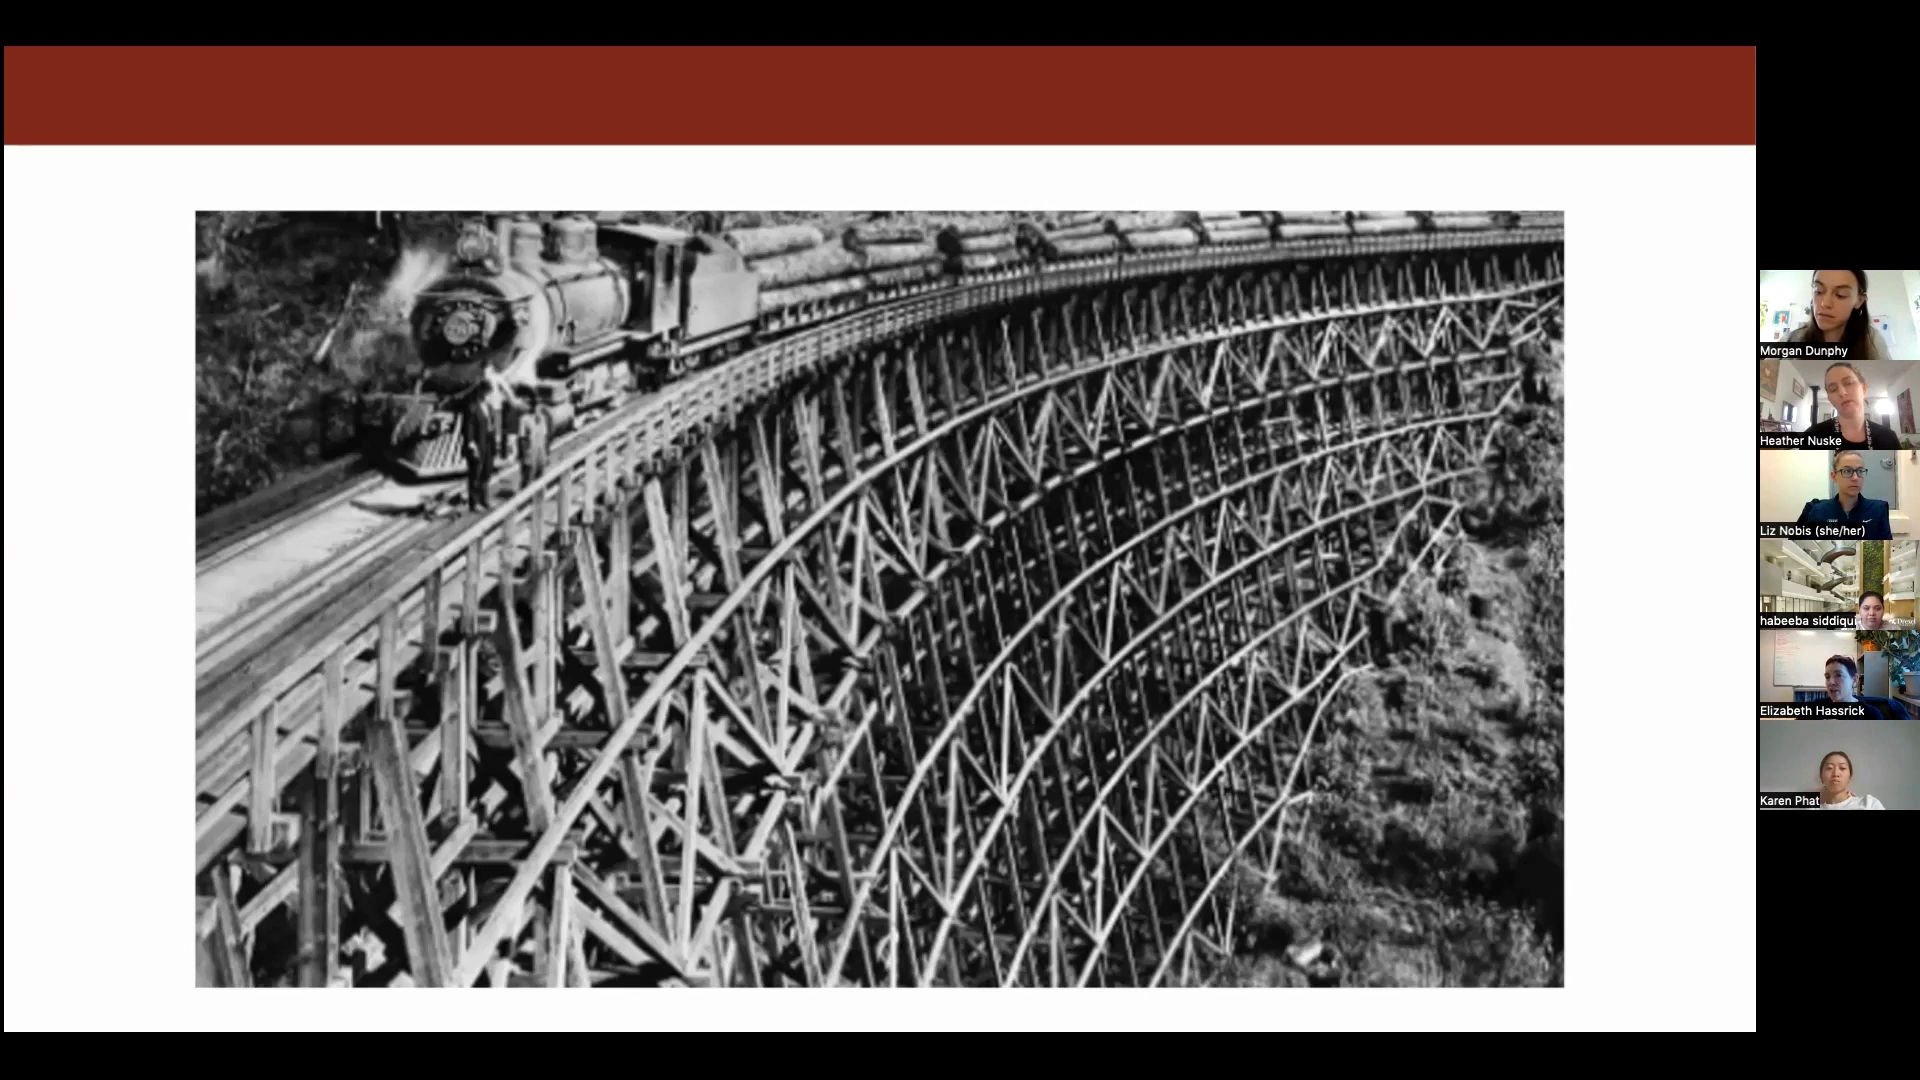 Morgan Dunphy
Heather Nuske
Liz Nobis (she/her)
habeeba siddiqui
Elizabeth Hassrick
Karen Phat